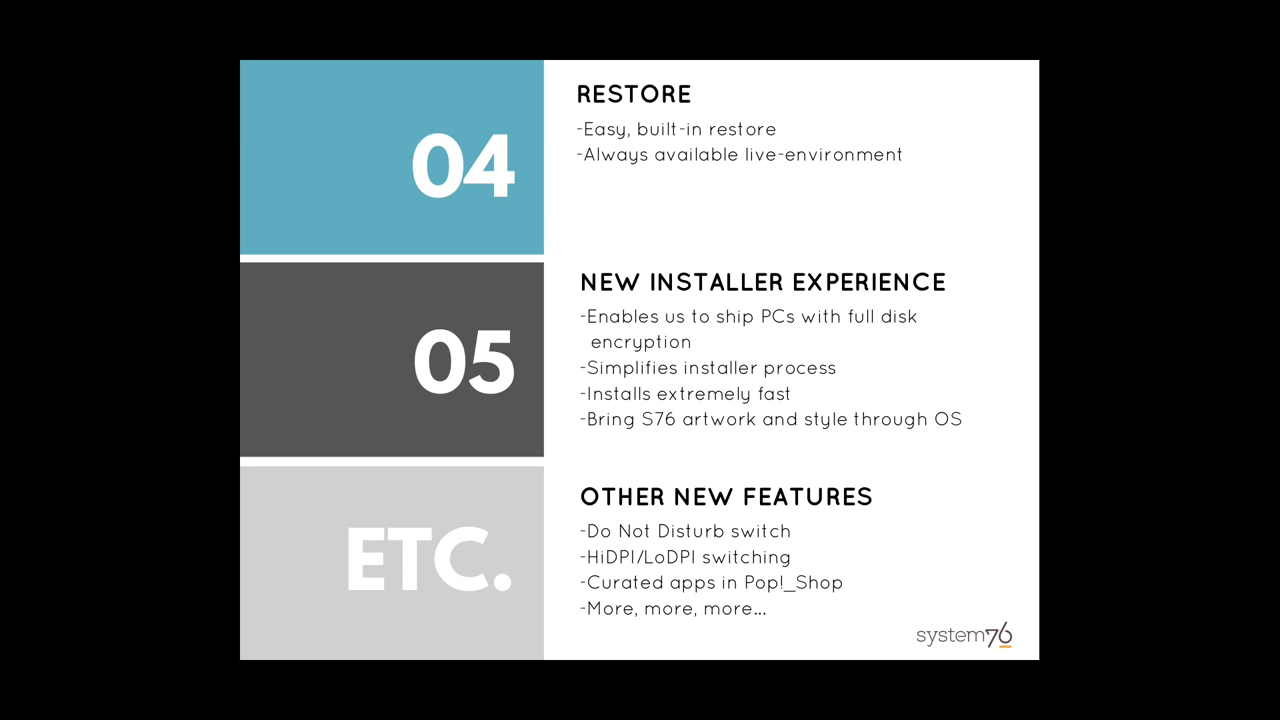 04
RESTORE
-Easy, built-in restore
-Always available live-environment
05
NEW INSTALLER EXPERIENCE
-Enables us to ship PCs with full disk
encryption
-Simplifies installer process
-Installs extremely fast
-Bring S76 artwork and style through OS
ETC.
OTHER NEW FEATURES
-Do Not Disturb switch
-HiDPI/LoDPI switching
-Curated apps in Pop!_Shop
-More, more, more...
system76